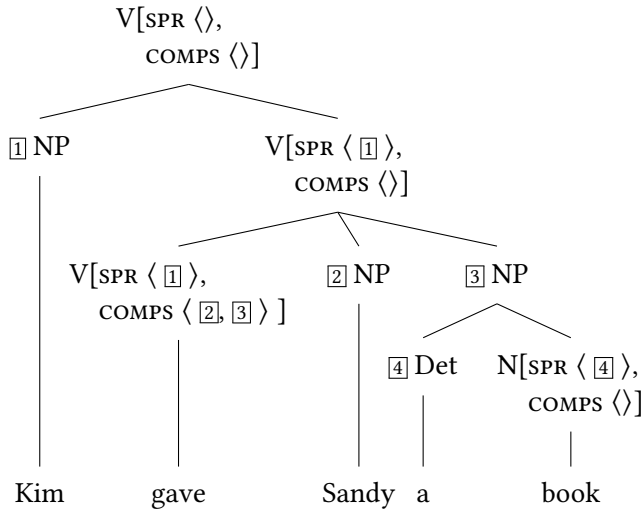 V[SPR ⟨⟩,
COMPS ⟨⟩]
1 NP
V[SPR ⟨ 1 ⟩,
COMPS ⟨⟩]
V[SPR ⟨ 1 ⟩,
COMPS ⟨ 2, 3 ⟩ ]
2 NP
3 NP
4 Det
N[SPR ⟨ 4 ⟩,
COMPS ⟨⟩]
Kim gave Sandy a book